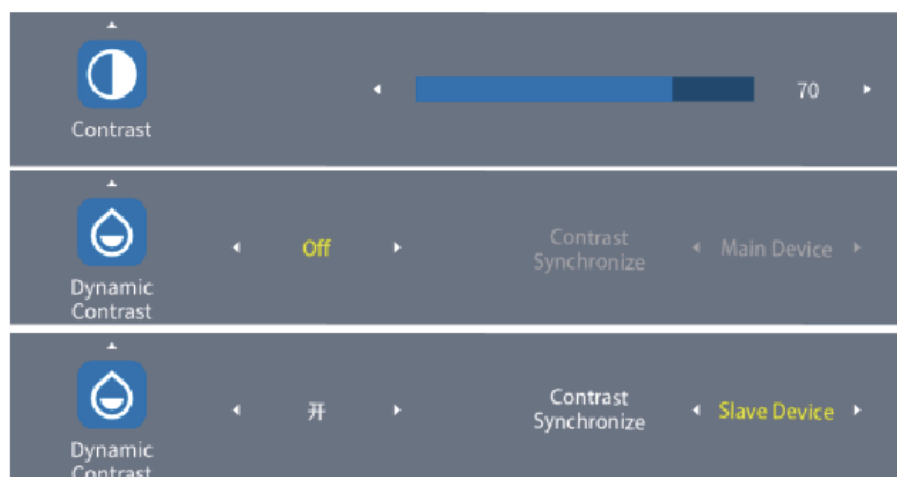 70
Contrast
Off
Contrast
Synchronize
Main Device
Dynamic
Contrast
开
Contrast
Synchronize
Slave Device
Dynamic
Contrast